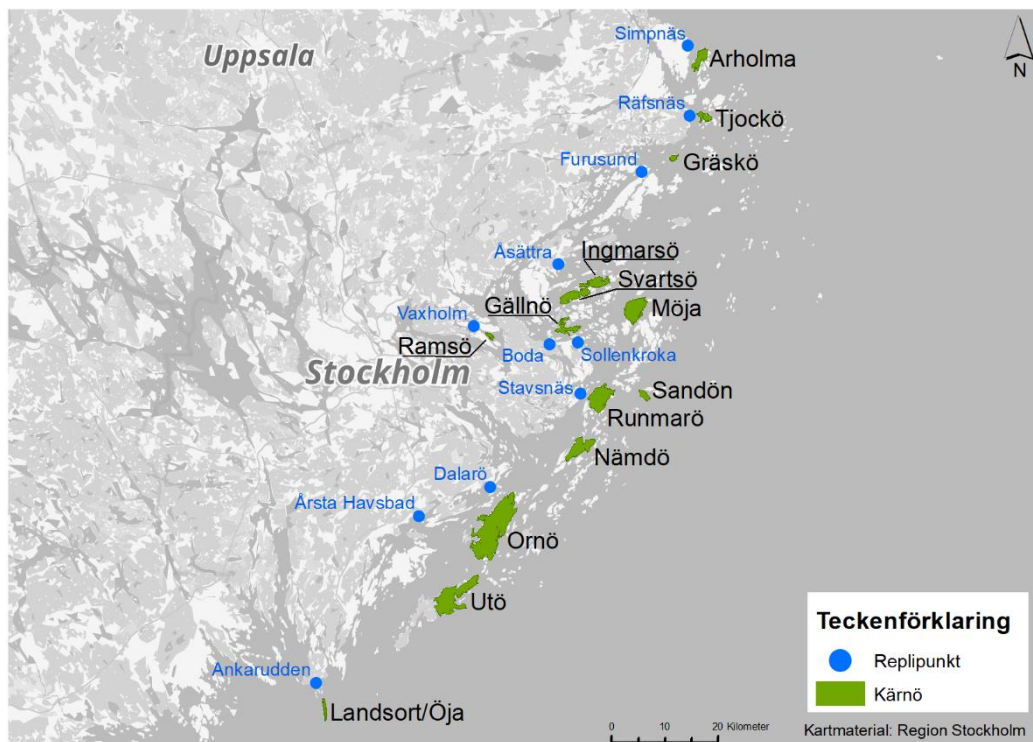 Simpnäs
Uppsala
Arholma
N
Räfsnäs
Tjockö
Furusund
Gräskö
Ingmarsö
Åsättra
Svartsö
Gällnö
Möja
Vaxholm
Ramsö
Boda
Sollenkroka
Stockholm
Stavsnäs
Sandön
Runmarö
Nämdö
Dalarö
Årsta Havsbad
Ornö
Utö
Teckenförklaring
Replipunkt
Kärnö
Ankarudden
Landsort/Öja
0 10 20 Kilometer
Kartmaterial: Region Stockholm